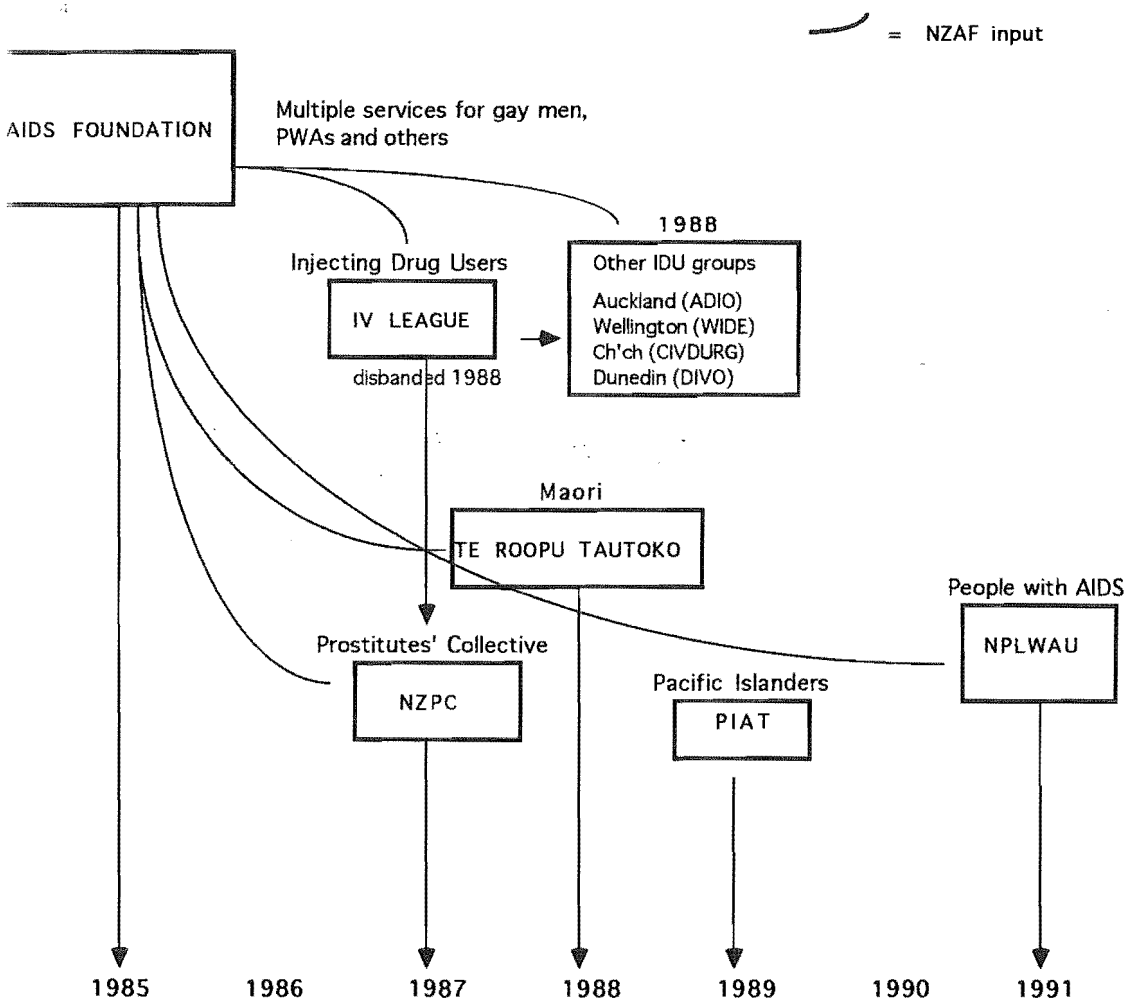 = NZAF input
AIDS FOUNDATION
Multiple services for gay men,
PWAs and others
1988
Other IDU groups
Auckland (ADIO)
Wellington (WIDE)
Ch'ch (CIVDURG)
Dunedin (DIVO)
Injecting Drug Users
IV LEAGUE
disbanded 1988
Maori
TE ROOPU TAUTOKO
People with AIDS
NPLWAU
Prostitutes' Collective
NZPC
Pacific Islanders
PIAT
1985 1986 1987 1988 1989 1990 1991